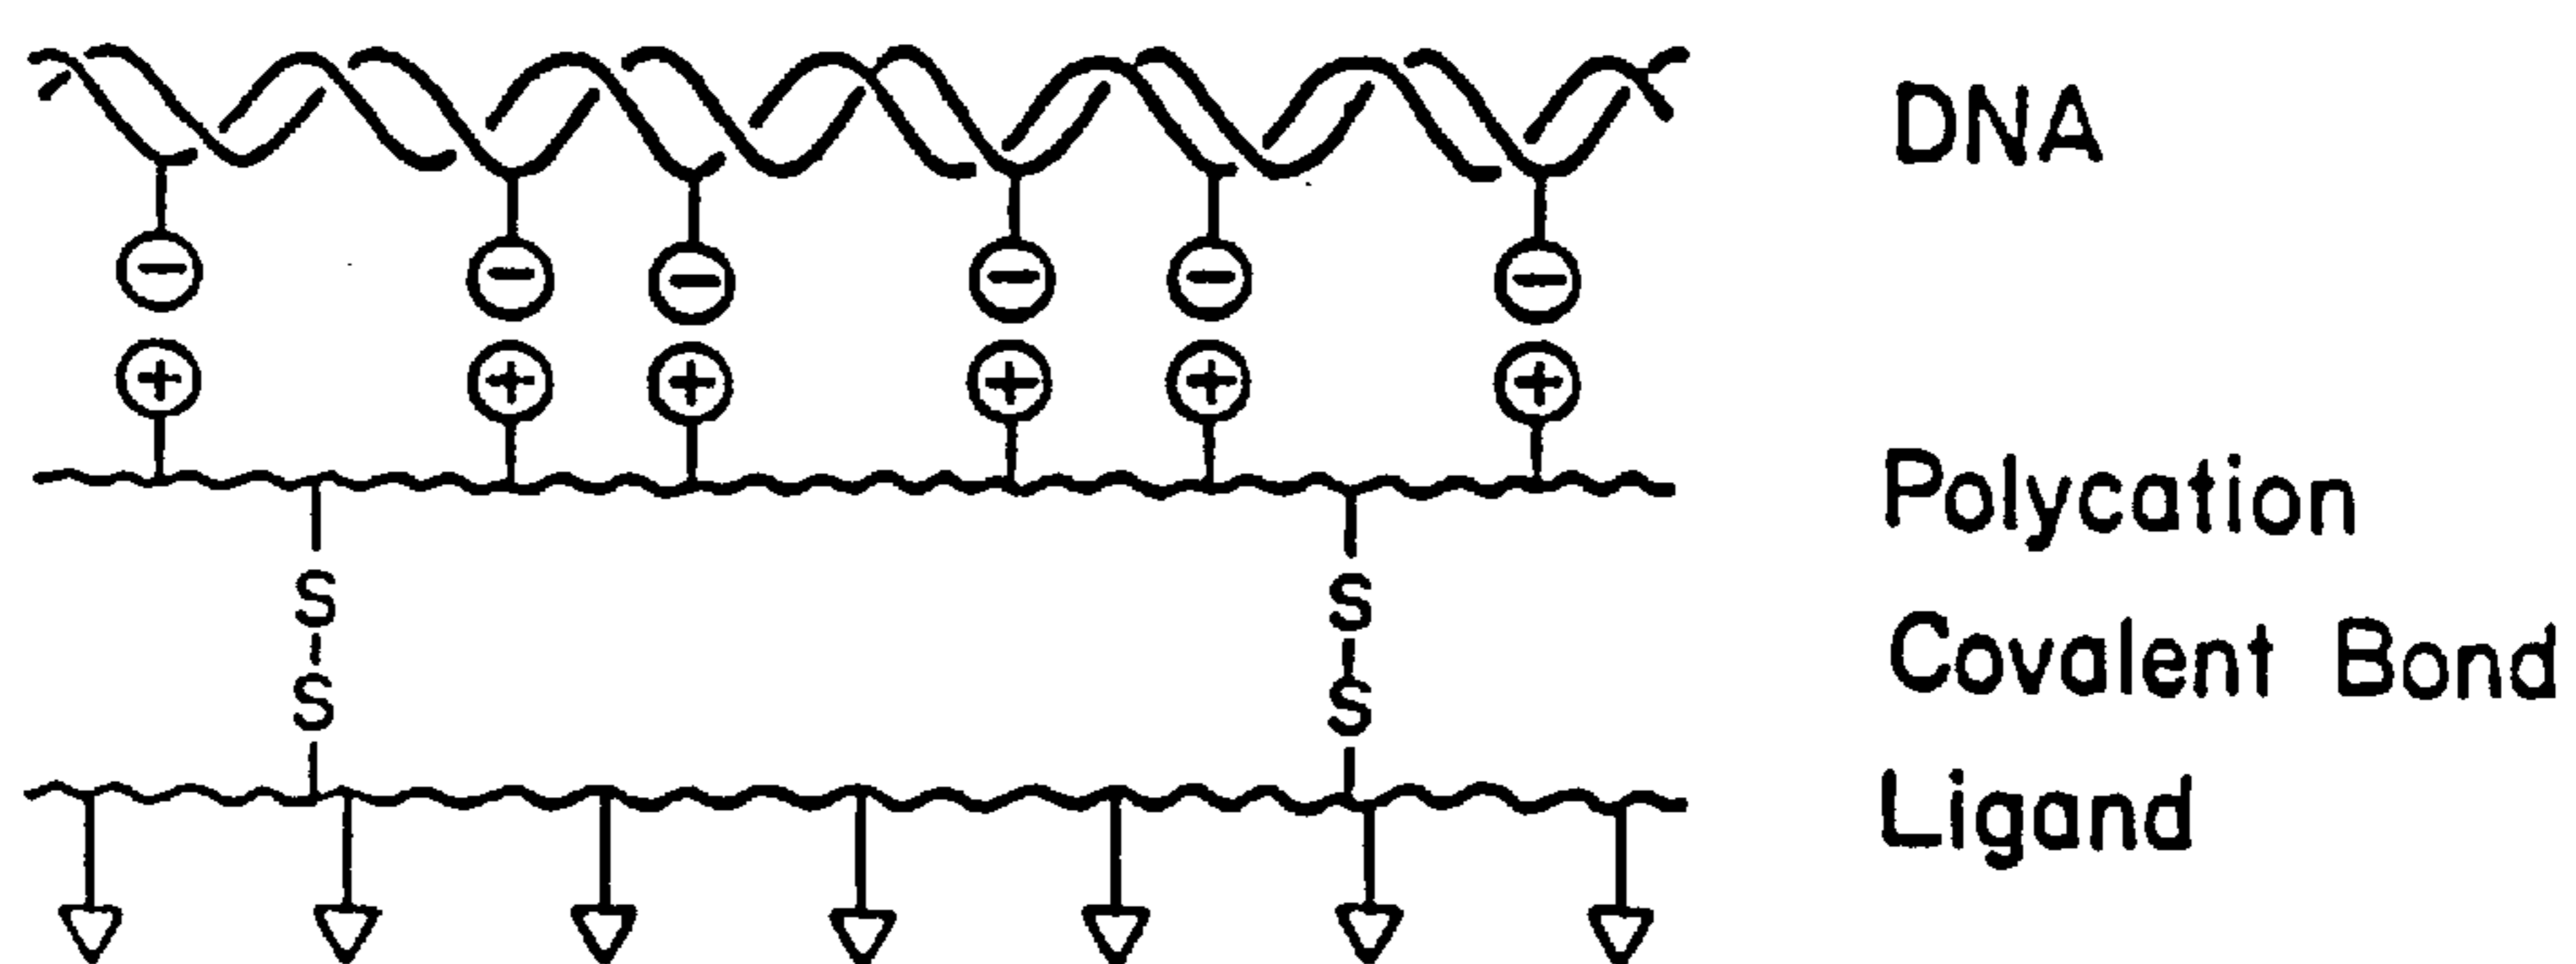 DNA
− − − − − −
+ + + + + +
Polycation
S S
Covalent Bond
S S
Ligand